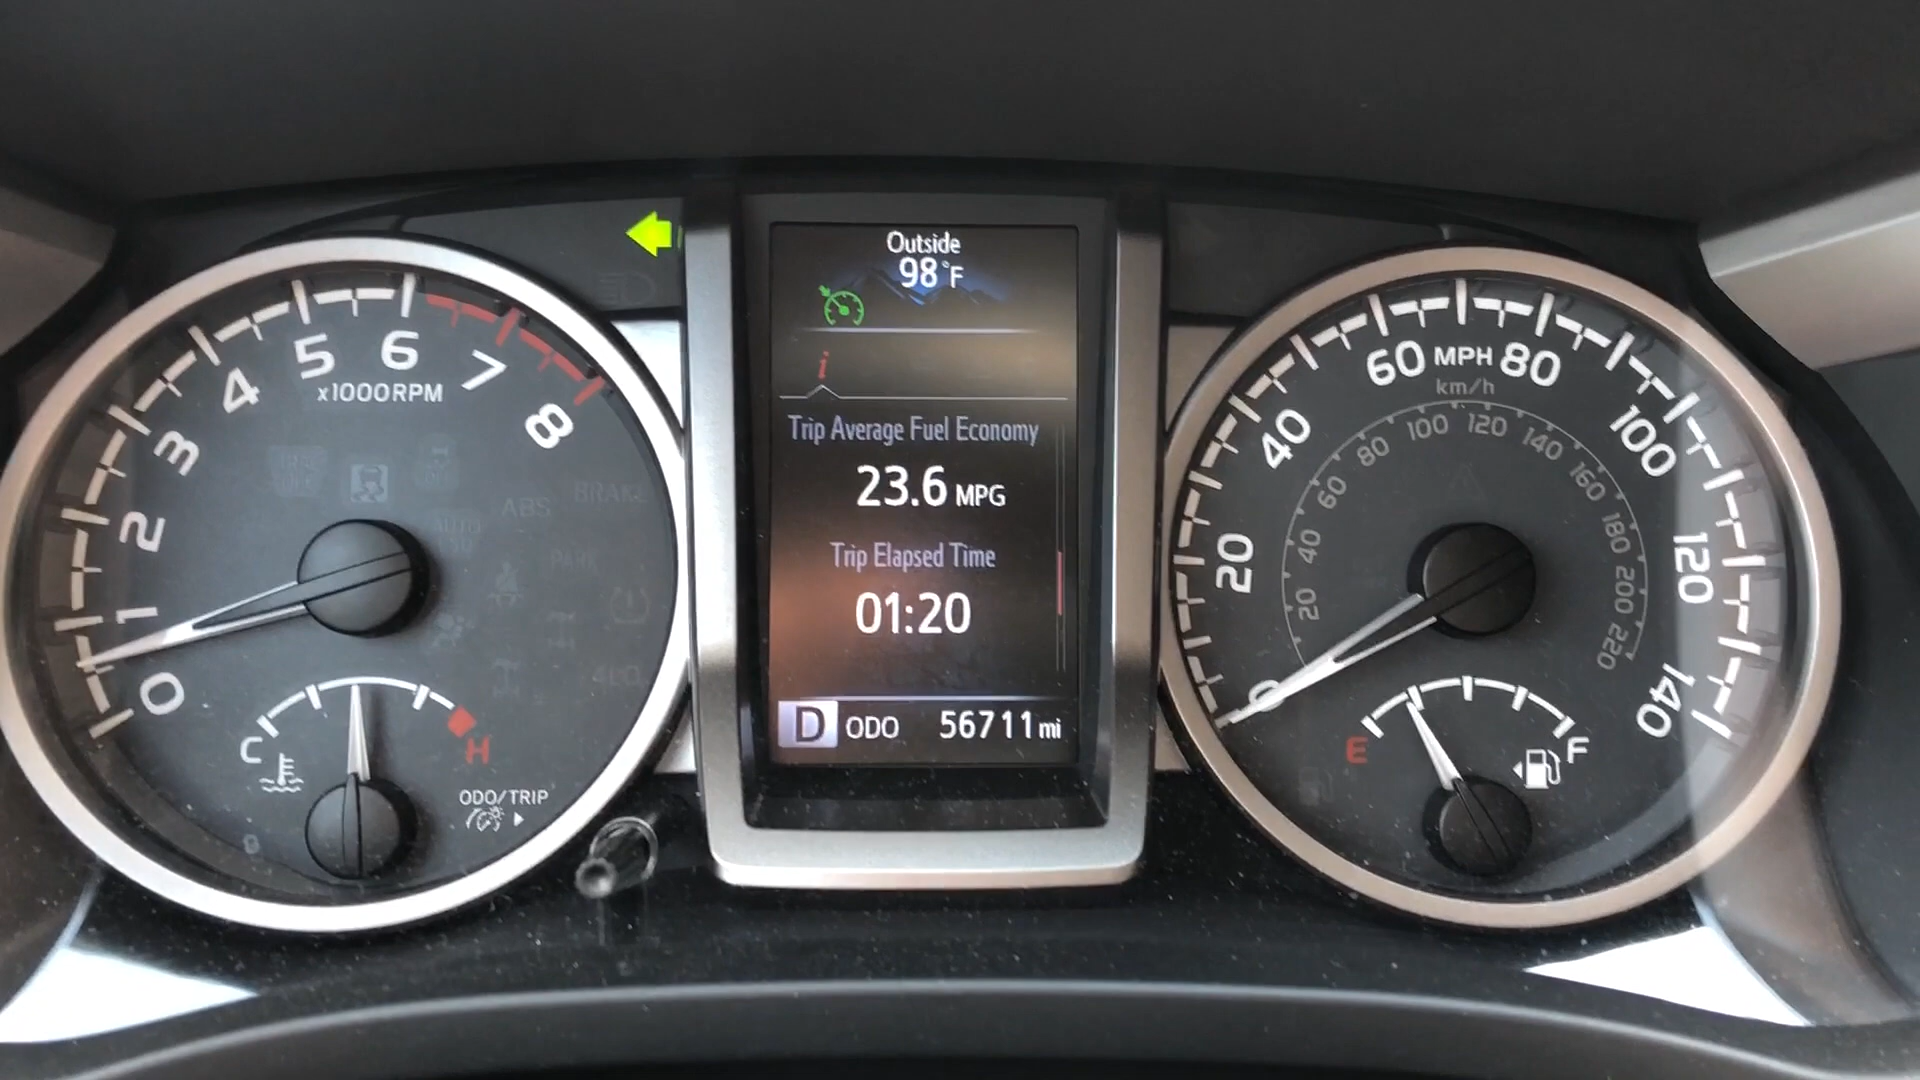 Outside
98°F
i
Trip Average Fuel Economy
23.6 MPG
Trip Elapsed Time
01:20
D ODO 56711 mi
0
1
2
3
4
5
6
7
8
x1000RPM
ABS
BRAKE
PARK
C
H
ODO/TRIP
0
20
40
60
MPH
80
100
120
140
km/h
20
40
60
80
100
120
140
160
180
200
220
E
F